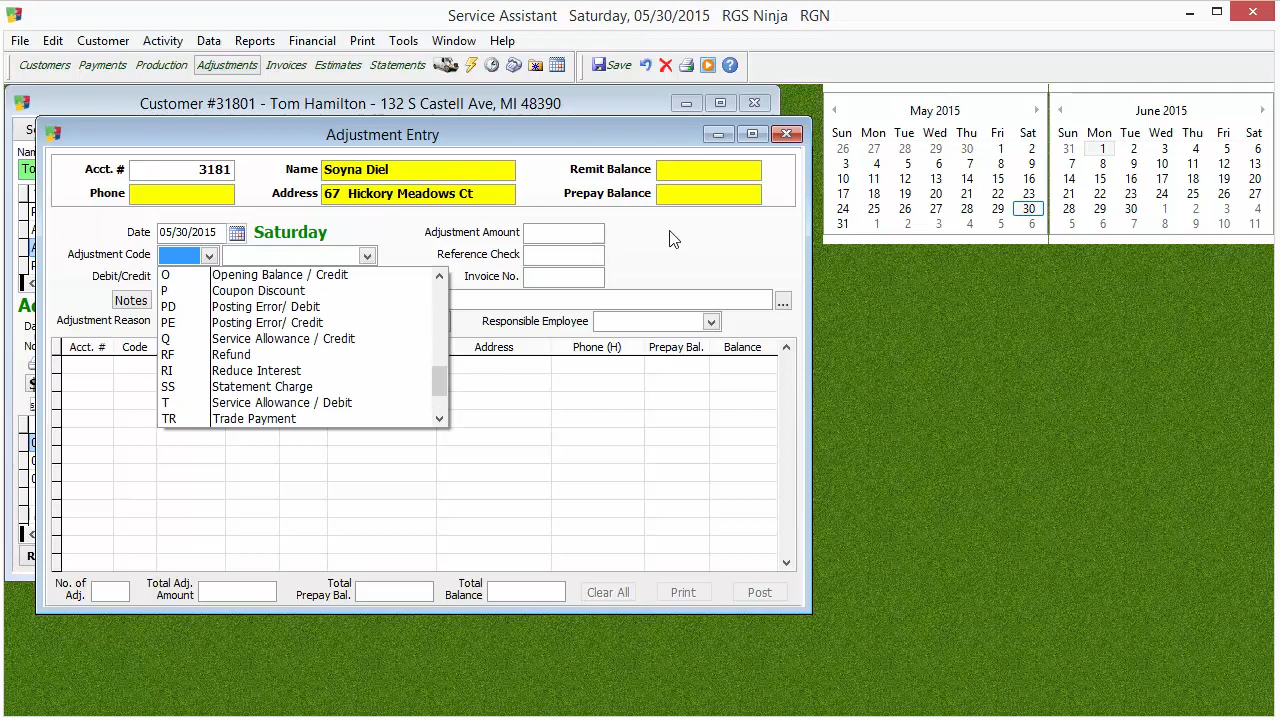 Service Assistant Saturday, 05/30/2015 RGS Ninja RGN
File Edit Customer Activity Data Reports Financial Print Tools Window Help
Customers Payments Production Adjustments Invoices Estimates Statements Save
Customer #31801 - Tom Hamilton - 132 S Castell Ave, MI 48390
Adjustment Entry
Acct. # 3181 Name Soyna Diel Remit Balance
Phone Address 67 Hickory Meadows Ct Prepay Balance
Date 05/30/2015 Saturday Adjustment Amount
Adjustment Code Reference Check
Debit/Credit Invoice No.
Notes ...
Adjustment Reason Responsible Employee
O Opening Balance / Credit
P Coupon Discount
PD Posting Error/ Debit
PE Posting Error/ Credit
Q Service Allowance / Credit
RF Refund
RI Reduce Interest
SS Statement Charge
T Service Allowance / Debit
TR Trade Payment
Acct. # Code Address Phone (H) Prepay Bal. Balance
No. of Adj. Total Adj. Amount Total Prepay Bal. Total Balance Clear All Print Post
May 2015
Sun Mon Tue Wed Thu Fri Sat
26 27 28 29 30 1 2
3 4 5 6 7 8 9
10 11 12 13 14 15 16
17 18 19 20 21 22 23
24 25 26 27 28 29 30
31 1 2 3 4 5 6
June 2015
Sun Mon Tue Wed Thu Fri Sat
31 1 2 3 4 5 6
7 8 9 10 11 12 13
14 15 16 17 18 19 20
21 22 23 24 25 26 27
28 29 30 1 2 3 4
5 6 7 8 9 10 11